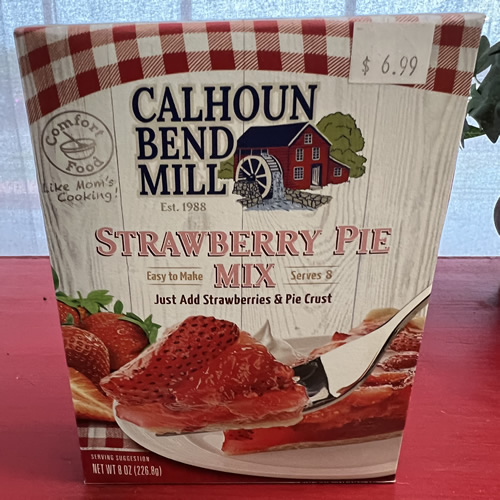 $ 6.99
CALHOUN
BEND
MILL
Est. 1988
Comfort
Food
Like Mom's
Cooking!
STRAWBERRY PIE
MIX
Easy to Make
Serves 8
Just Add Strawberries & Pie Crust
SERVING SUGGESTION
NET WT 8 OZ (226.8g)